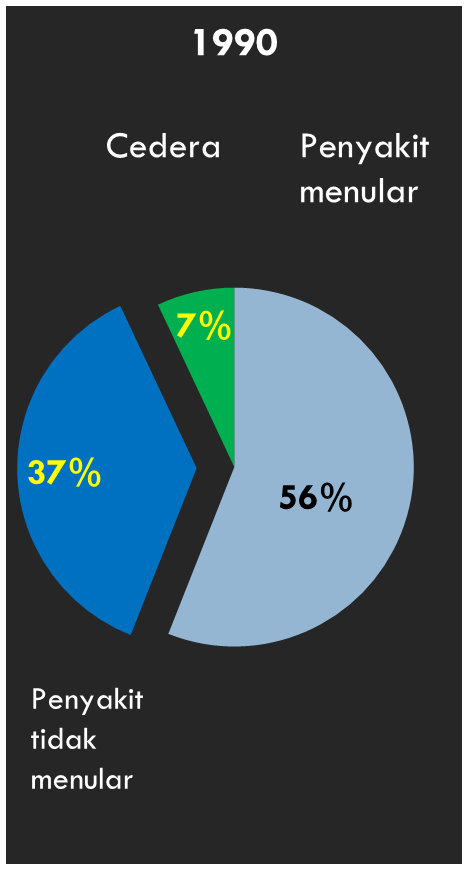 1990
Cedera
Penyakit
menular
7%
37%
56%
Penyakit
tidak
menular